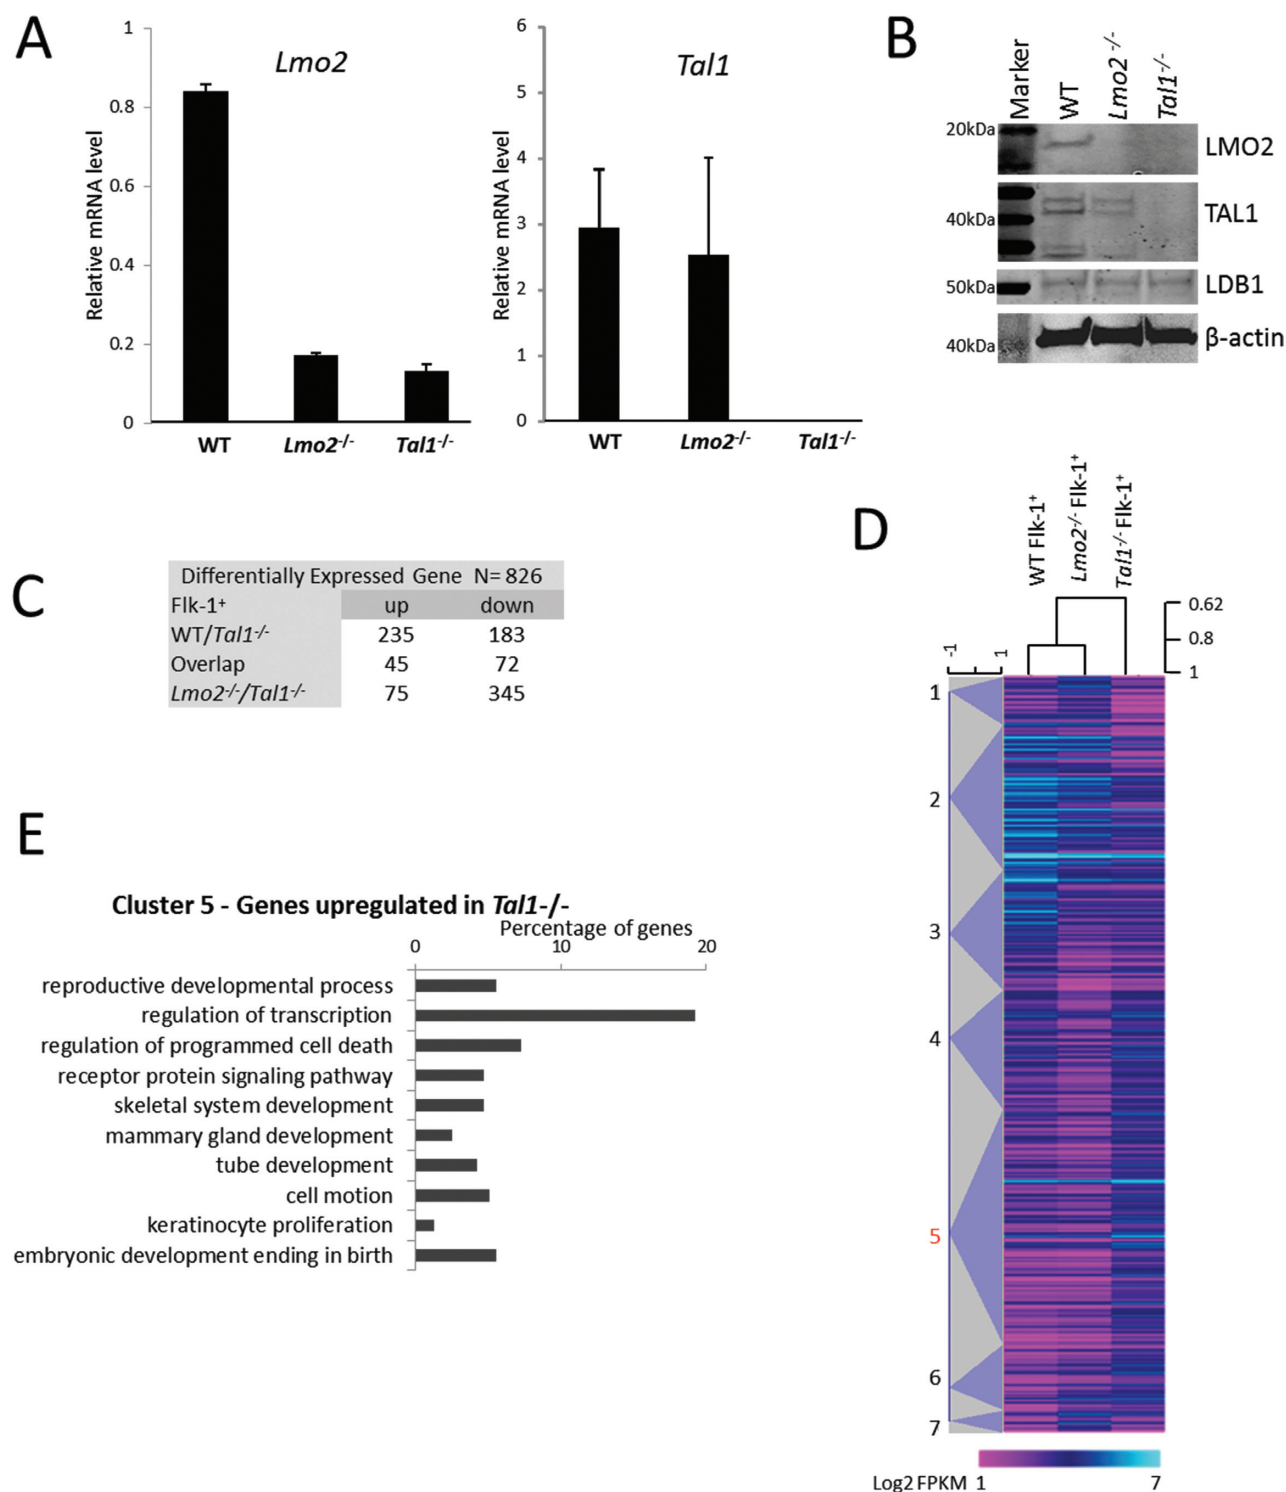 A
Lmo2
Relative mRNA level
1
0.8
0.6
0.4
0.2
0
WT
Lmo2-/-
Tal1-/-
Tal1
Relative mRNA level
6
5
4
3
2
1
0
WT
Lmo2-/-
Tal1-/-
B
Marker
WT
Lmo2 -/-
Tal1-/-
20kDa
LMO2
40kDa
TAL1
50kDa
LDB1
40kDa
β-actin
C
Differentially Expressed Gene N= 826
Flk-1+ up down
WT/Tal1-/- 235 183
Overlap 45 72
Lmo2-/-/Tal1-/- 75 345
D
WT Flk-1+
Lmo2-/- Flk-1+
Tal1-/- Flk-1+
0.62
0.8
1
-1
1
1
2
3
4
5
6
7
Log2 FPKM 1 7
E
Cluster 5 - Genes upregulated in Tal1-/-
Percentage of genes
0 10 20
reproductive developmental process
regulation of transcription
regulation of programmed cell death
receptor protein signaling pathway
skeletal system development
mammary gland development
tube development
cell motion
keratinocyte proliferation
embryonic development ending in birth